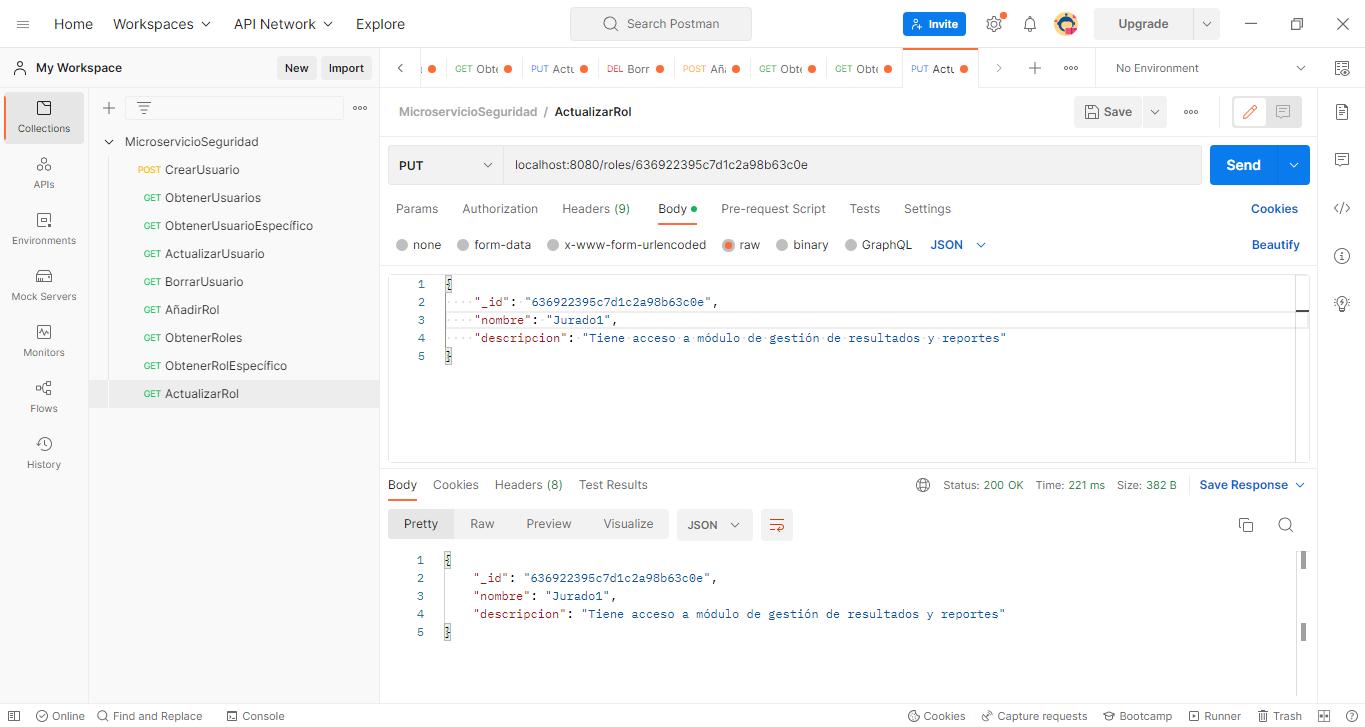 Home Workspaces API Network Explore Search Postman Invite Upgrade
My Workspace New Import
GET Obte PUT Actu DEL Borr POST Aña GET Obte GET Obte PUT Actu No Environment
Collections
APIs
Environments
Mock Servers
Monitors
Flows
History
MicroservicioSeguridad
POST CrearUsuario
GET ObtenerUsuarios
GET ObtenerUsuarioEspecífico
GET ActualizarUsuario
GET BorrarUsuario
GET AñadirRol
GET ObtenerRoles
GET ObtenerRolEspecífico
GET ActualizarRol
MicroservicioSeguridad / ActualizarRol Save
PUT localhost:8080/roles/636922395c7d1c2a98b63c0e Send
Params Authorization Headers (9) Body Pre-request Script Tests Settings Cookies
none form-data x-www-form-urlencoded raw binary GraphQL JSON Beautify
1 {
2 "_id": "636922395c7d1c2a98b63c0e",
3 "nombre": "Jurado1",
4 "descripcion": "Tiene acceso a módulo de gestión de resultados y reportes"
5 }
Body Cookies Headers (8) Test Results Status: 200 OK Time: 221 ms Size: 382 B Save Response
Pretty Raw Preview Visualize JSON
1 {
2 "_id": "636922395c7d1c2a98b63c0e",
3 "nombre": "Jurado1",
4 "descripcion": "Tiene acceso a módulo de gestión de resultados y reportes"
5 }
Online Find and Replace Console Cookies Capture requests Bootcamp Runner Trash